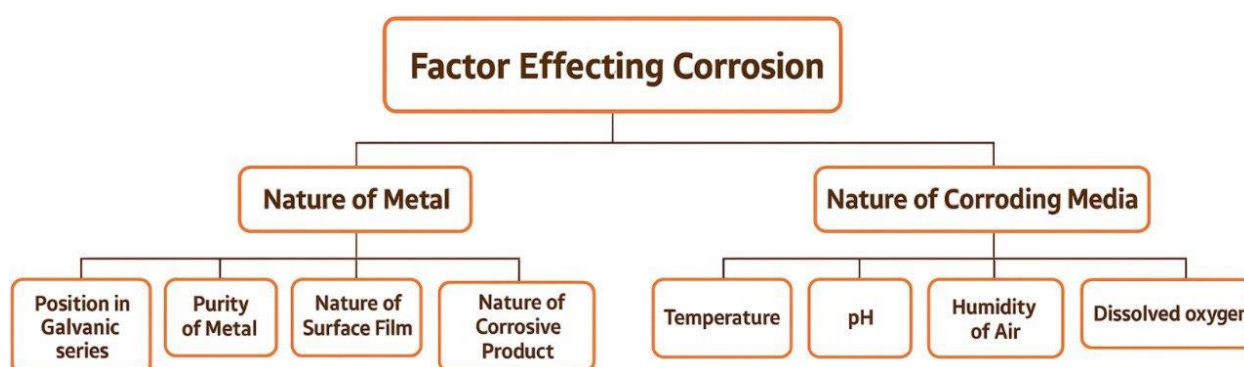 Factor Effecting Corrosion
Nature of Metal
Nature of Corroding Media
Position in
Galvanic
series
Purity
of Metal
Nature of
Surface Film
Nature of
Corrosive
Product
Temperature
pH
Humidity
of Air
Dissolved oxygen